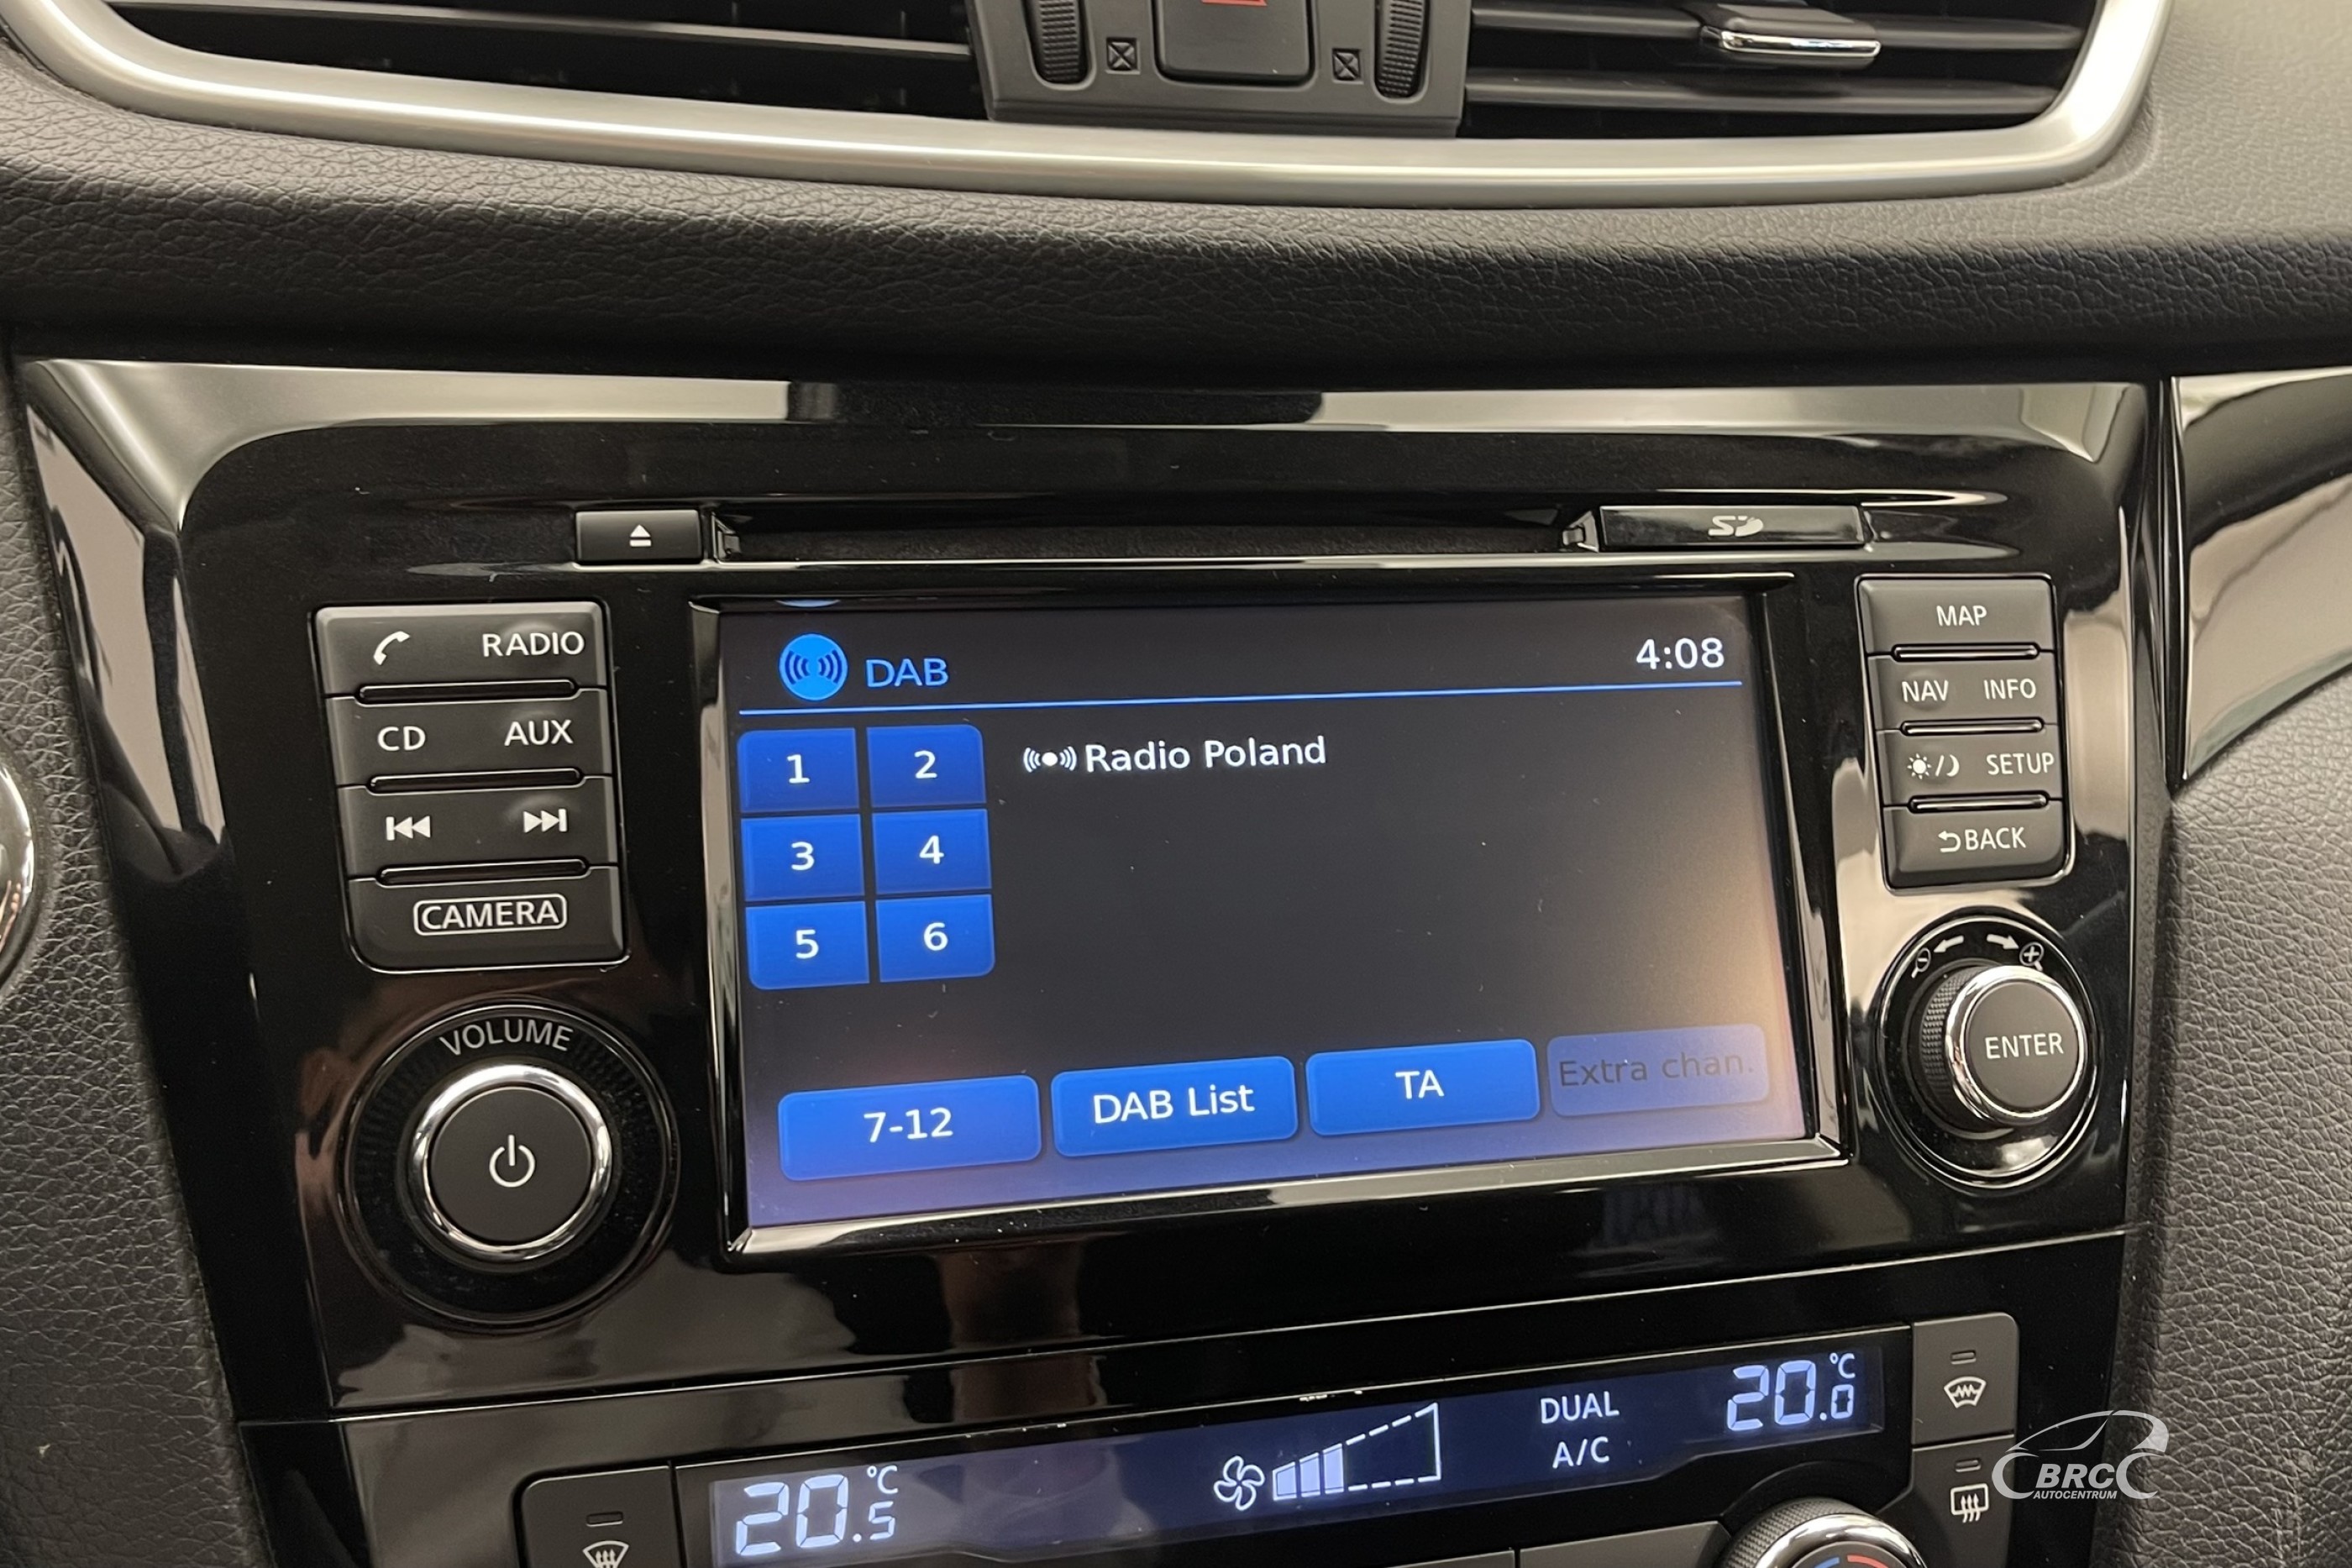 SD
RADIO
CD AUX
CAMERA
VOLUME
DAB 4:08
1 2
3 4
5 6
Radio Poland
7-12 DAB List TA Extra chan.
MAP
NAV INFO
/ SETUP
BACK
ENTER
20.5 °C
DUAL
A/C
20.0 °C
BRC
AUTOCENTRUM